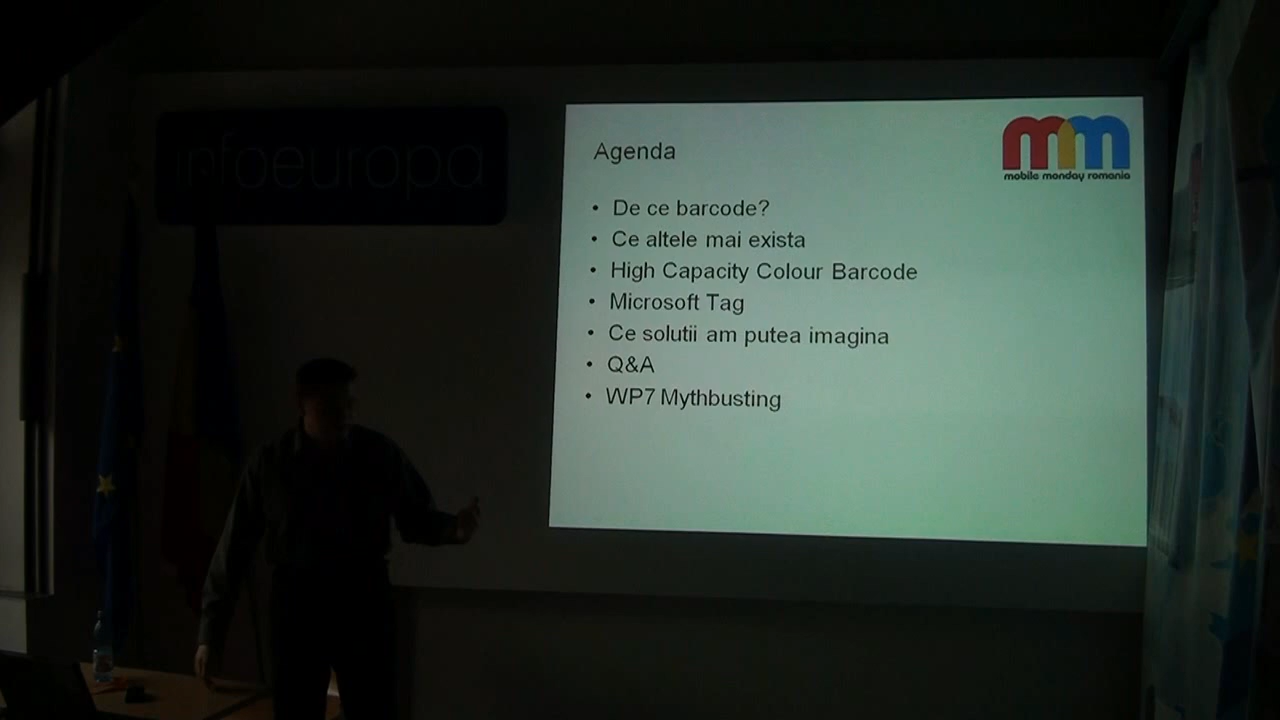 infoeuropa
mobile monday romania
Agenda
• De ce barcode?
• Ce altele mai exista
• High Capacity Colour Barcode
• Microsoft Tag
• Ce solutii am putea imagina
• Q&A
• WP7 Mythbusting